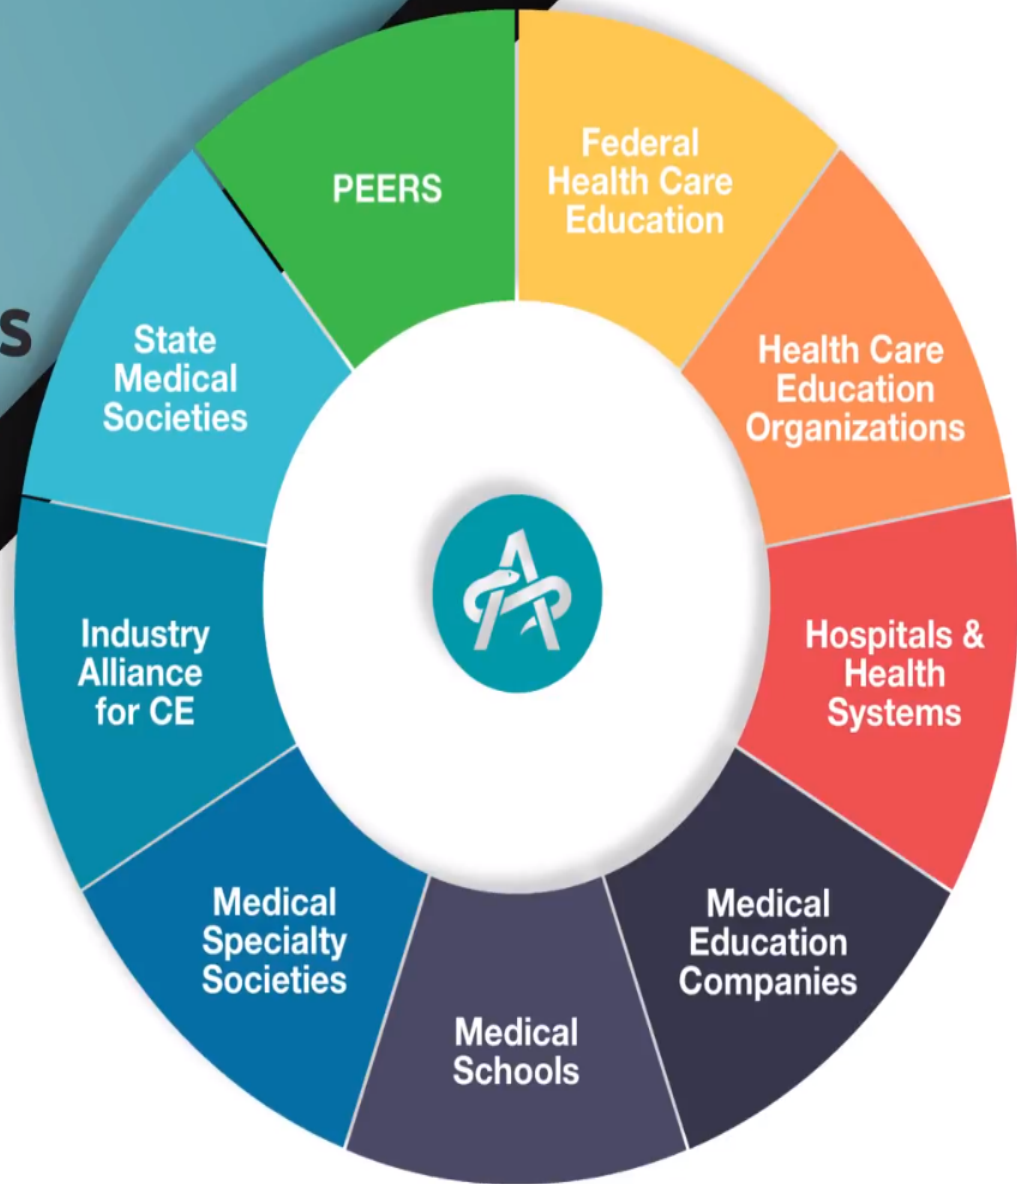 PEERS
Federal
Health Care
Education
Health Care
Education
Organizations
Hospitals &
Health
Systems
Medical
Education
Companies
Medical
Schools
Medical
Specialty
Societies
Industry
Alliance
for CE
State
Medical
Societies